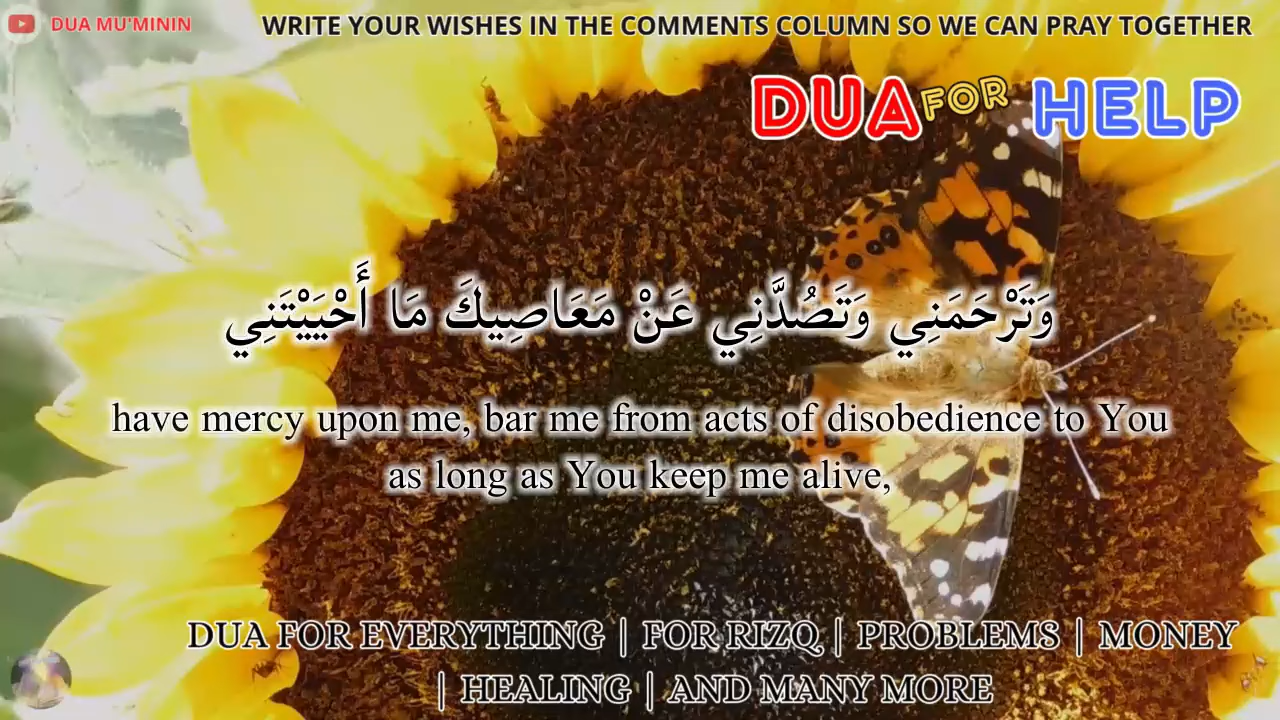 DUA MU'MININ
WRITE YOUR WISHES IN THE COMMENTS COLUMN SO WE CAN PRAY TOGETHER
DUA FOR HELP
وَتَرْحَمَنِي وَتَصُدَّنِي عَنْ مَعَاصِيكَ مَا أَحْيَيْتَنِي
have mercy upon me, bar me from acts of disobedience to You
as long as You keep me alive,
DUA FOR EVERYTHING | FOR RIZQ | PROBLEMS | MONEY
| HEALING | AND MANY MORE